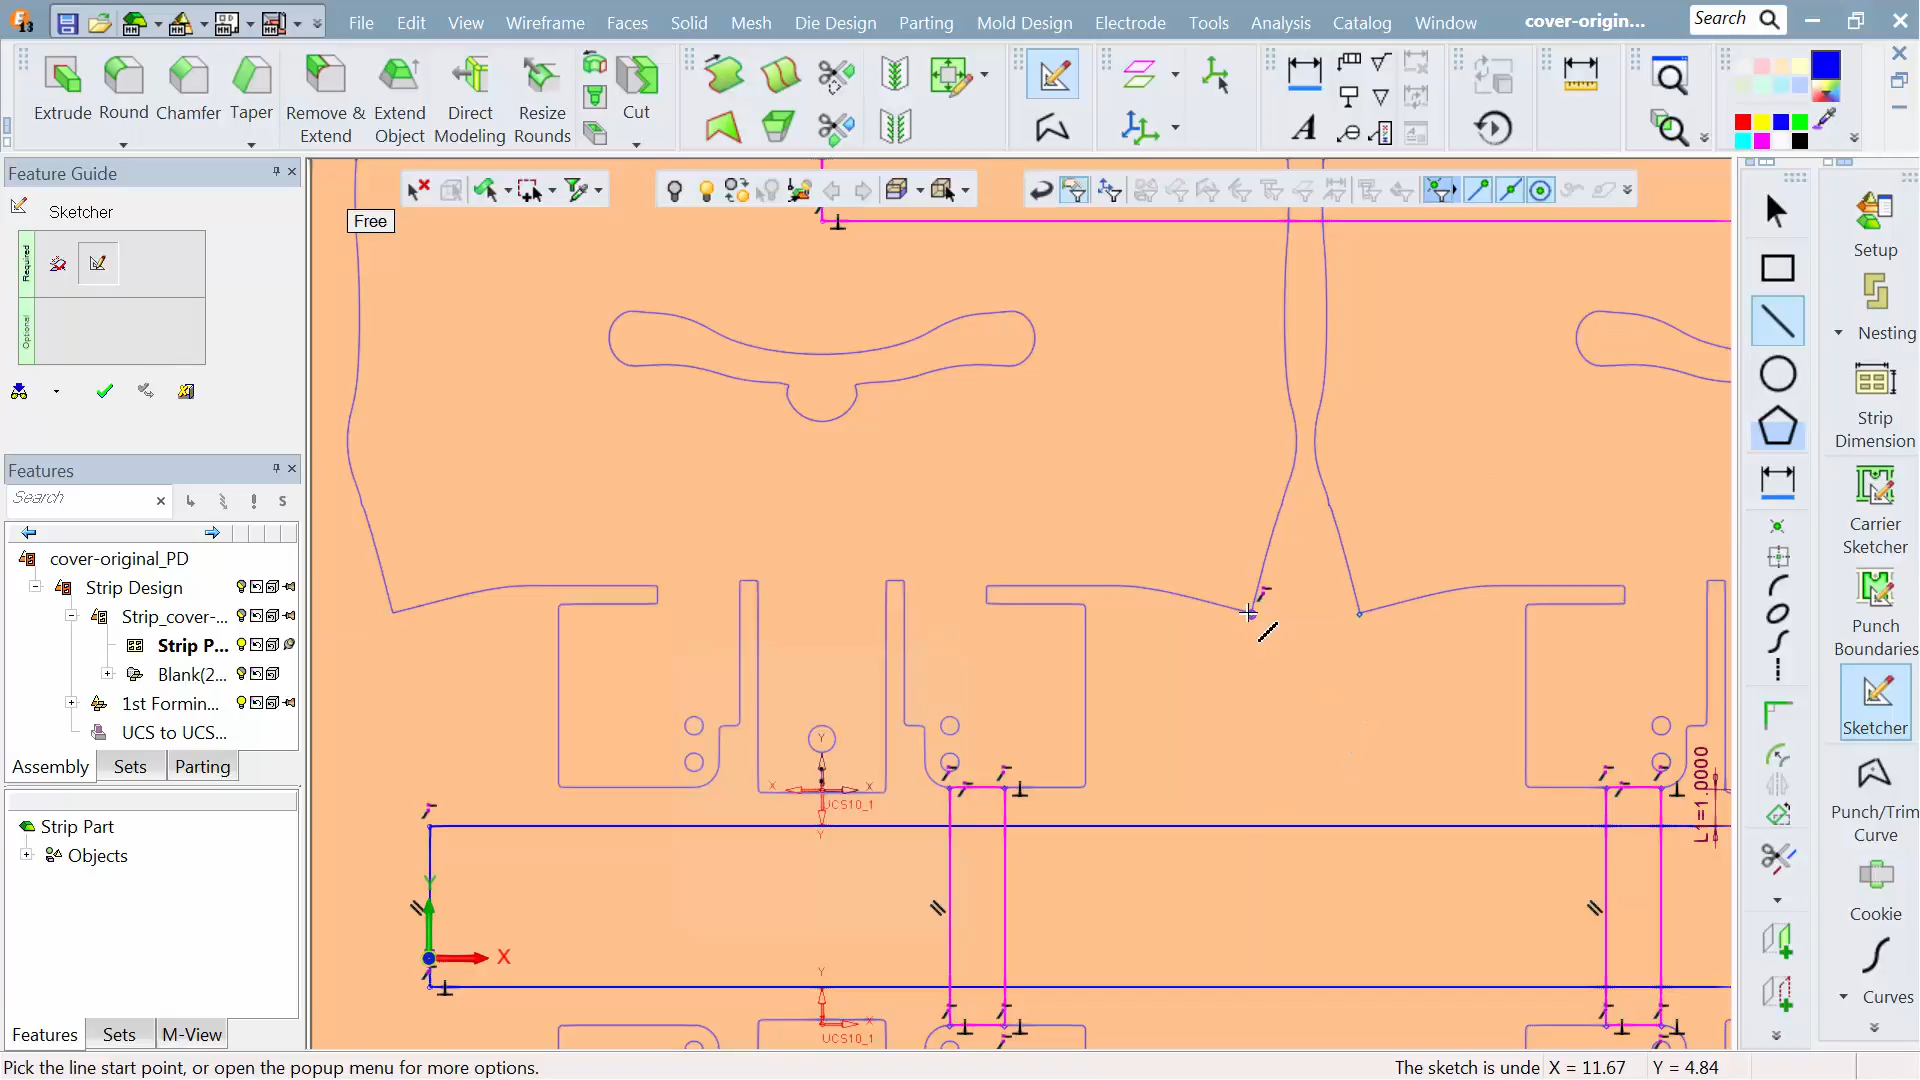 File Edit View Wireframe Faces Solid Mesh Die Design Parting Mold Design Electrode Tools Analysis Catalog Window cover-origin... Search
Extrude Round Chamfer Taper Remove & Extend Extend Object Direct Modeling Resize Rounds Cut
Feature Guide
Sketcher
Required
Optional
Free
Features
Search
cover-original_PD
Strip Design
Strip_cover-...
Strip P...
Blank(2...
1st Formin...
UCS to UCS...
Assembly Sets Parting
Strip Part
Objects
Features Sets M-View
Y
X X
UCS10_1
Y
L1=1.0000
Y
X
Y
X
UCS10_1
Setup
Nesting
Strip
Dimension
Carrier
Sketcher
Punch
Boundaries
Sketcher
Punch/Trim
Curve
Cookie
Curves
Pick the line start point, or open the popup menu for more options.
The sketch is unde X = 11.67 Y = 4.84